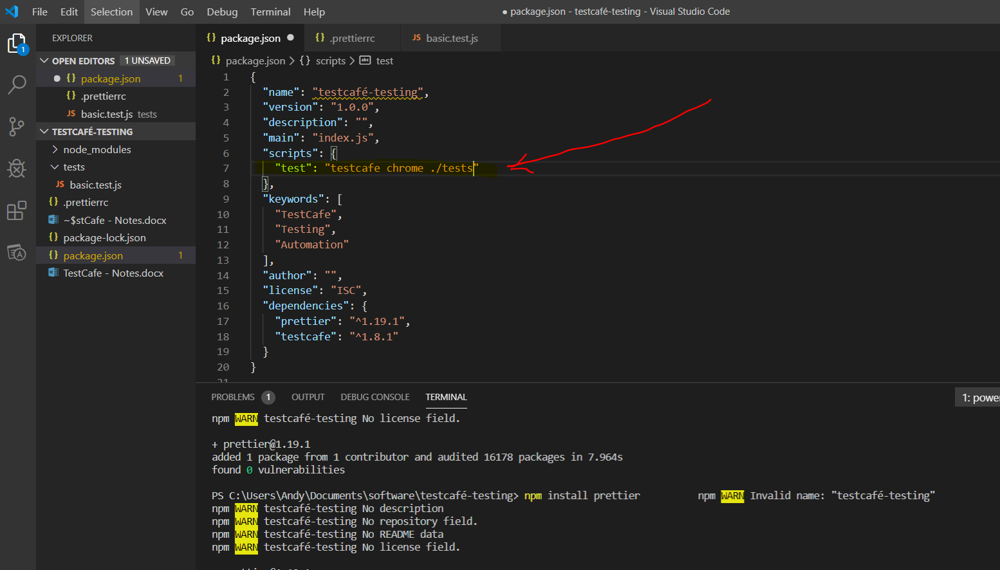 File Edit Selection View Go Debug Terminal Help
● package.json - testcafé-testing - Visual Studio Code
1
EXPLORER
OPEN EDITORS 1 UNSAVED
{} package.json 1
{} .prettierrc
JS basic.test.js tests
TESTCAFÉ-TESTING
node_modules
tests
JS basic.test.js
{} .prettierrc
~$stCafe - Notes.docx
{} package-lock.json
{} package.json 1
TestCafe - Notes.docx
{} package.json ●
{} .prettierrc
JS basic.test.js
{} package.json > {} scripts > abc test
1 {
2 "name": "testcafé-testing",
3 "version": "1.0.0",
4 "description": "",
5 "main": "index.js",
6 "scripts": {
7 "test": "testcafe chrome ./tests"
8 },
9 "keywords": [
10 "TestCafe",
11 "Testing",
12 "Automation"
13 ],
14 "author": "",
15 "license": "ISC",
16 "dependencies": {
17 "prettier": "^1.19.1",
18 "testcafe": "^1.8.1"
19 }
20 }
21
PROBLEMS 1 OUTPUT DEBUG CONSOLE TERMINAL
1: power
npm WARN testcafé-testing No license field.
+ prettier@1.19.1
added 1 package from 1 contributor and audited 16178 packages in 7.964s
found 0 vulnerabilities
PS C:\Users\Andy\Documents\software\testcafé-testing> npm install prettier npm WARN Invalid name: "testcafé-testing"
npm WARN testcafé-testing No description
npm WARN testcafé-testing No repository field.
npm WARN testcafé-testing No README data
npm WARN testcafé-testing No license field.